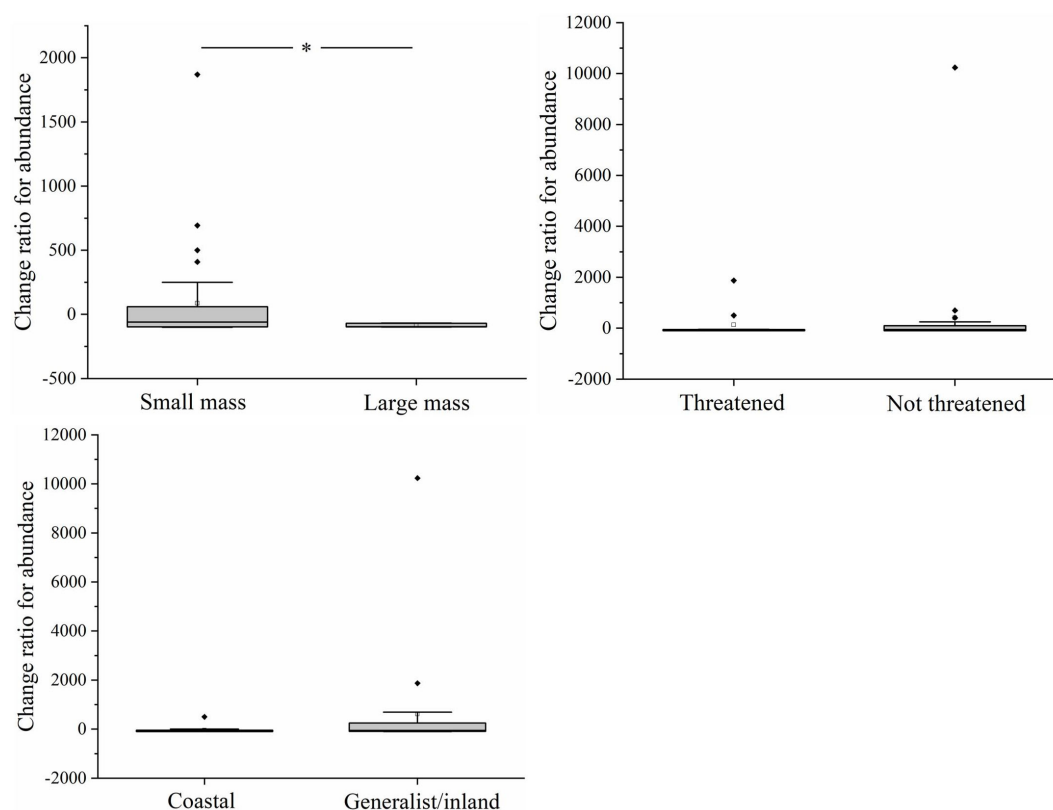 Change ratio for abundance
2000
1500
1000
500
0
-500
*
Small mass
Large mass
Change ratio for abundance
12000
10000
8000
6000
4000
2000
0
-2000
Threatened
Not threatened
Change ratio for abundance
12000
10000
8000
6000
4000
2000
0
-2000
Coastal
Generalist/inland